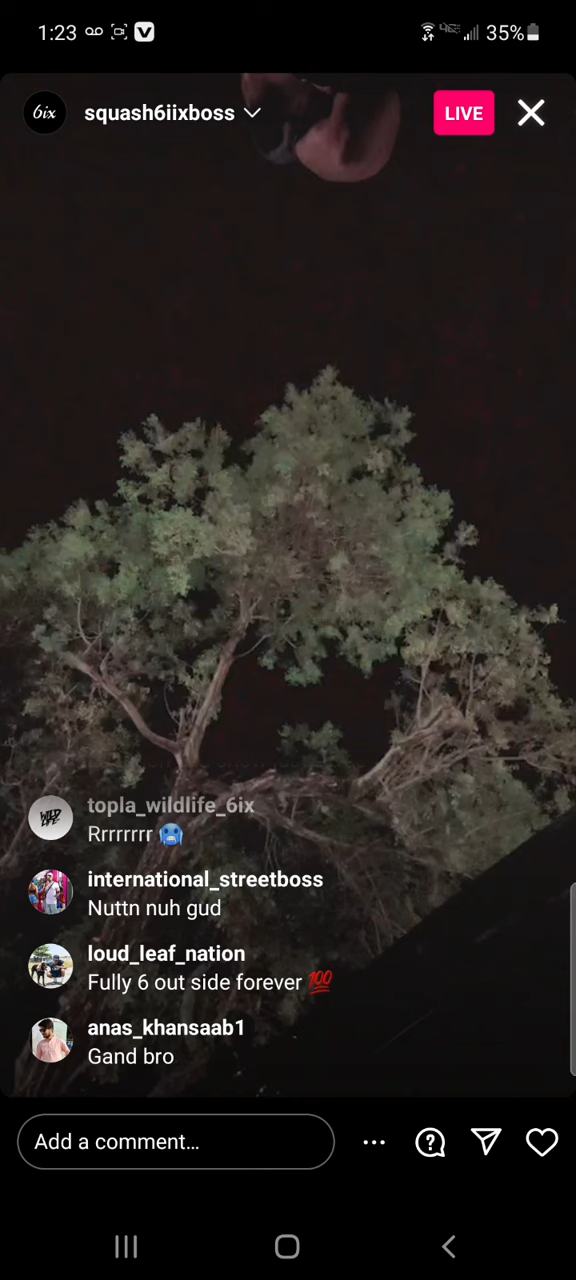 1:23
V
35%
6ix
squash6iixboss
LIVE
topla_wildlife_6ix
Rrrrrrrr 🥶
international_streetboss
Nuttn nuh gud
loud_leaf_nation
Fully 6 out side forever 💯
anas_khansaab1
Gand bro
Add a comment...